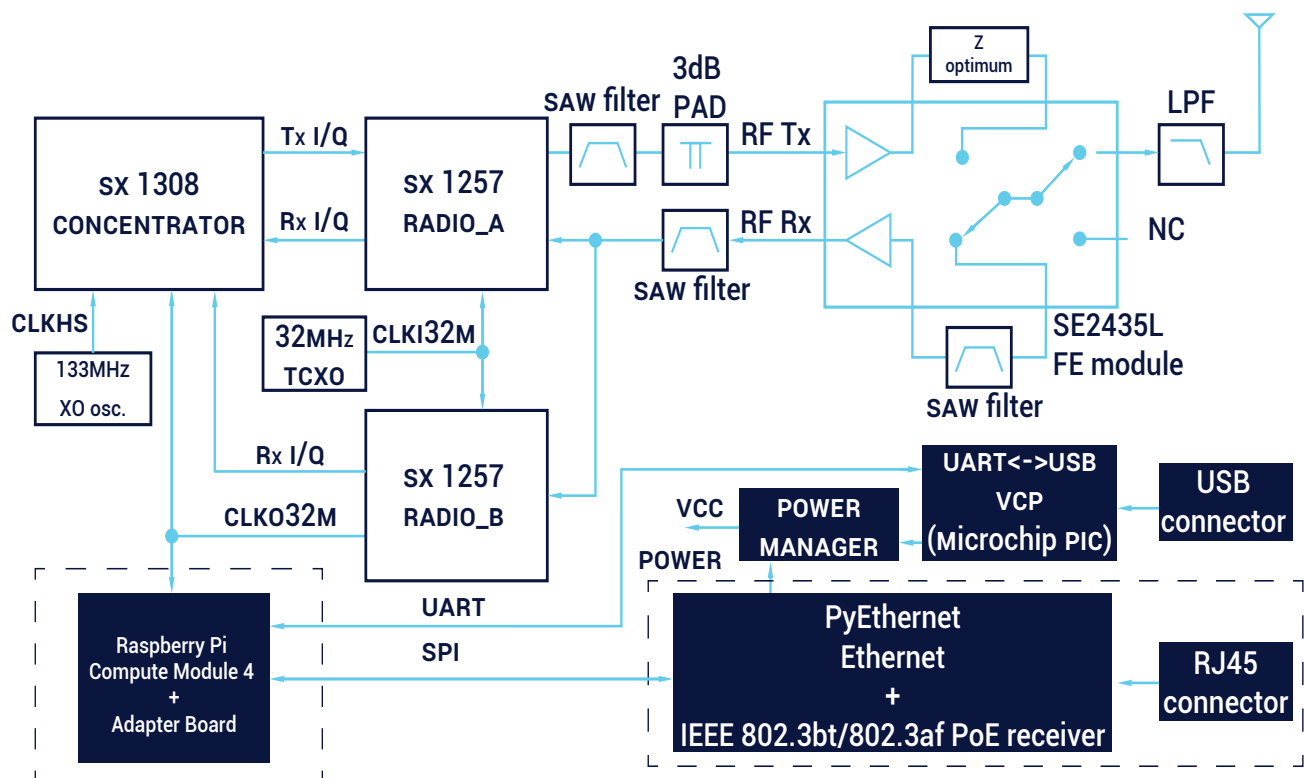 Z
optimum
3dB
PAD
SAW filter
LPF
Tx I/Q
RF Tx
SX 1308
CONCENTRATOR
SX 1257
RADIO_A
Rx I/Q
RF Rx
NC
SAW filter
CLKHS
32MHz
TCXO
CLKI32M
SE2435L
FE module
133MHz
XO osc.
SAW filter
Rx I/Q
SX 1257
RADIO_B
CLKO32M
UART<->USB
VCP
(Microchip PIC)
USB
connector
VCC
POWER
MANAGER
POWER
UART
SPI
Raspberry Pi
Compute Module 4
+
Adapter Board
PyEthernet
Ethernet
+
IEEE 802.3bt/802.3af PoE receiver
RJ45
connector